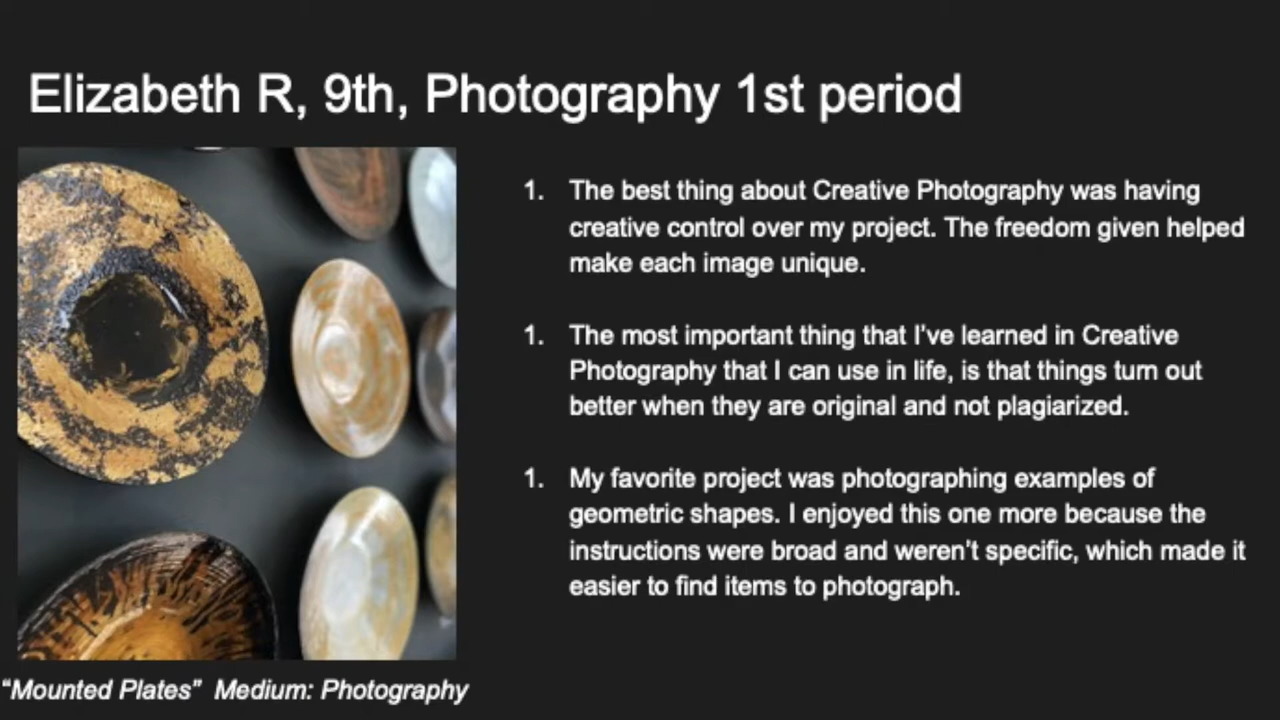 Elizabeth R, 9th, Photography 1st period
1. The best thing about Creative Photography was having
creative control over my project. The freedom given helped
make each image unique.
1. The most important thing that I've learned in Creative
Photography that I can use in life, is that things turn out
better when they are original and not plagiarized.
1. My favorite project was photographing examples of
geometric shapes. I enjoyed this one more because the
instructions were broad and weren't specific, which made it
easier to find items to photograph.
“Mounted Plates” Medium: Photography